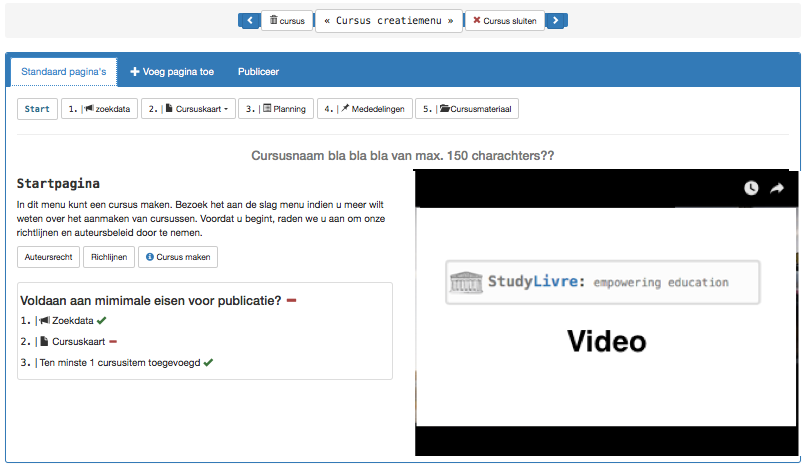 cursus
« Cursus creatiemenu »
Cursus sluiten
Standaard pagina's
Voeg pagina toe
Publiceer
Start
1. | zoekdata
2. | Cursuskaart
3. | Planning
4. | Mededelingen
5. | Cursusmateriaal
Cursusnaam bla bla bla van max. 150 charachters??
Startpagina
In dit menu kunt een cursus maken. Bezoek het aan de slag menu indien u meer wilt
weten over het aanmaken van cursussen. Voordat u begint, raden we u aan om onze
richtlijnen en auteursbeleid door te nemen.
Auteursrecht
Richlijnen
Cursus maken
Voldaan aan mimimale eisen voor publicatie?
1. | Zoekdata
2. | Cursuskaart
3. | Ten minste 1 cursusitem toegevoegd
StudyLivre: empowering education
Video